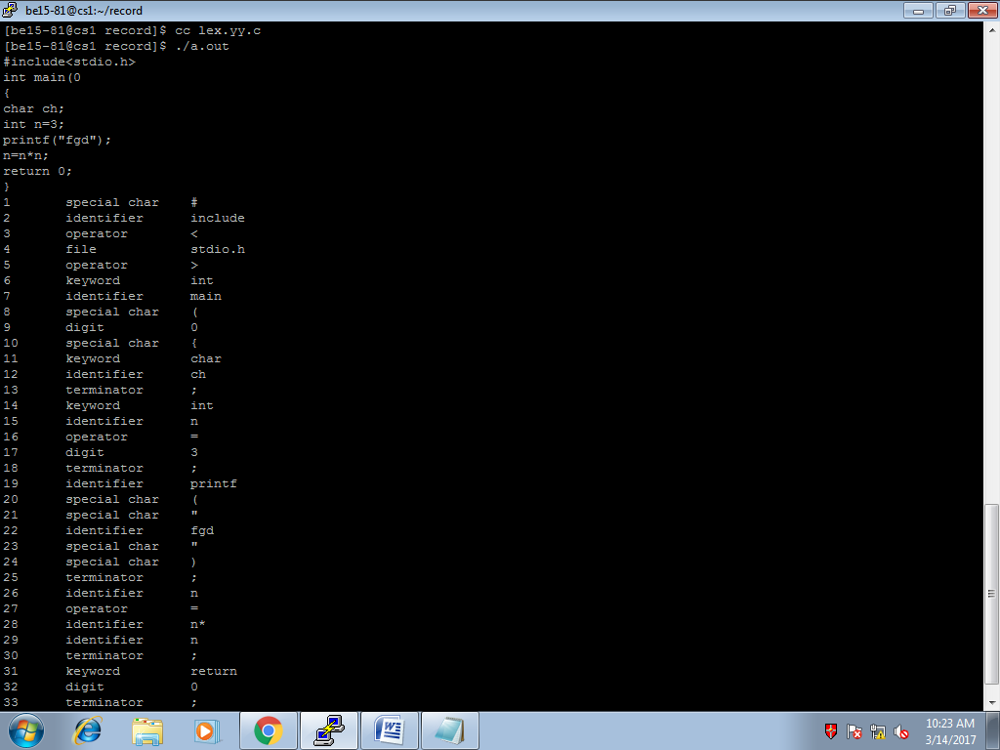 be15-81@cs1:~/record
[be15-81@cs1 record]$ cc lex.yy.c
[be15-81@cs1 record]$ ./a.out
#include<stdio.h>
int main(0
{
char ch;
int n=3;
printf("fgd");
n=n*n;
return 0;
}
1 special char #
2 identifier include
3 operator <
4 file stdio.h
5 operator >
6 keyword int
7 identifier main
8 special char (
9 digit 0
10 special char {
11 keyword char
12 identifier ch
13 terminator ;
14 keyword int
15 identifier n
16 operator =
17 digit 3
18 terminator ;
19 identifier printf
20 special char (
21 special char "
22 identifier fgd
23 special char "
24 special char )
25 terminator ;
26 identifier n
27 operator =
28 identifier n*
29 identifier n
30 terminator ;
31 keyword return
32 digit 0
33 terminator ;
10:23 AM
3/14/2017